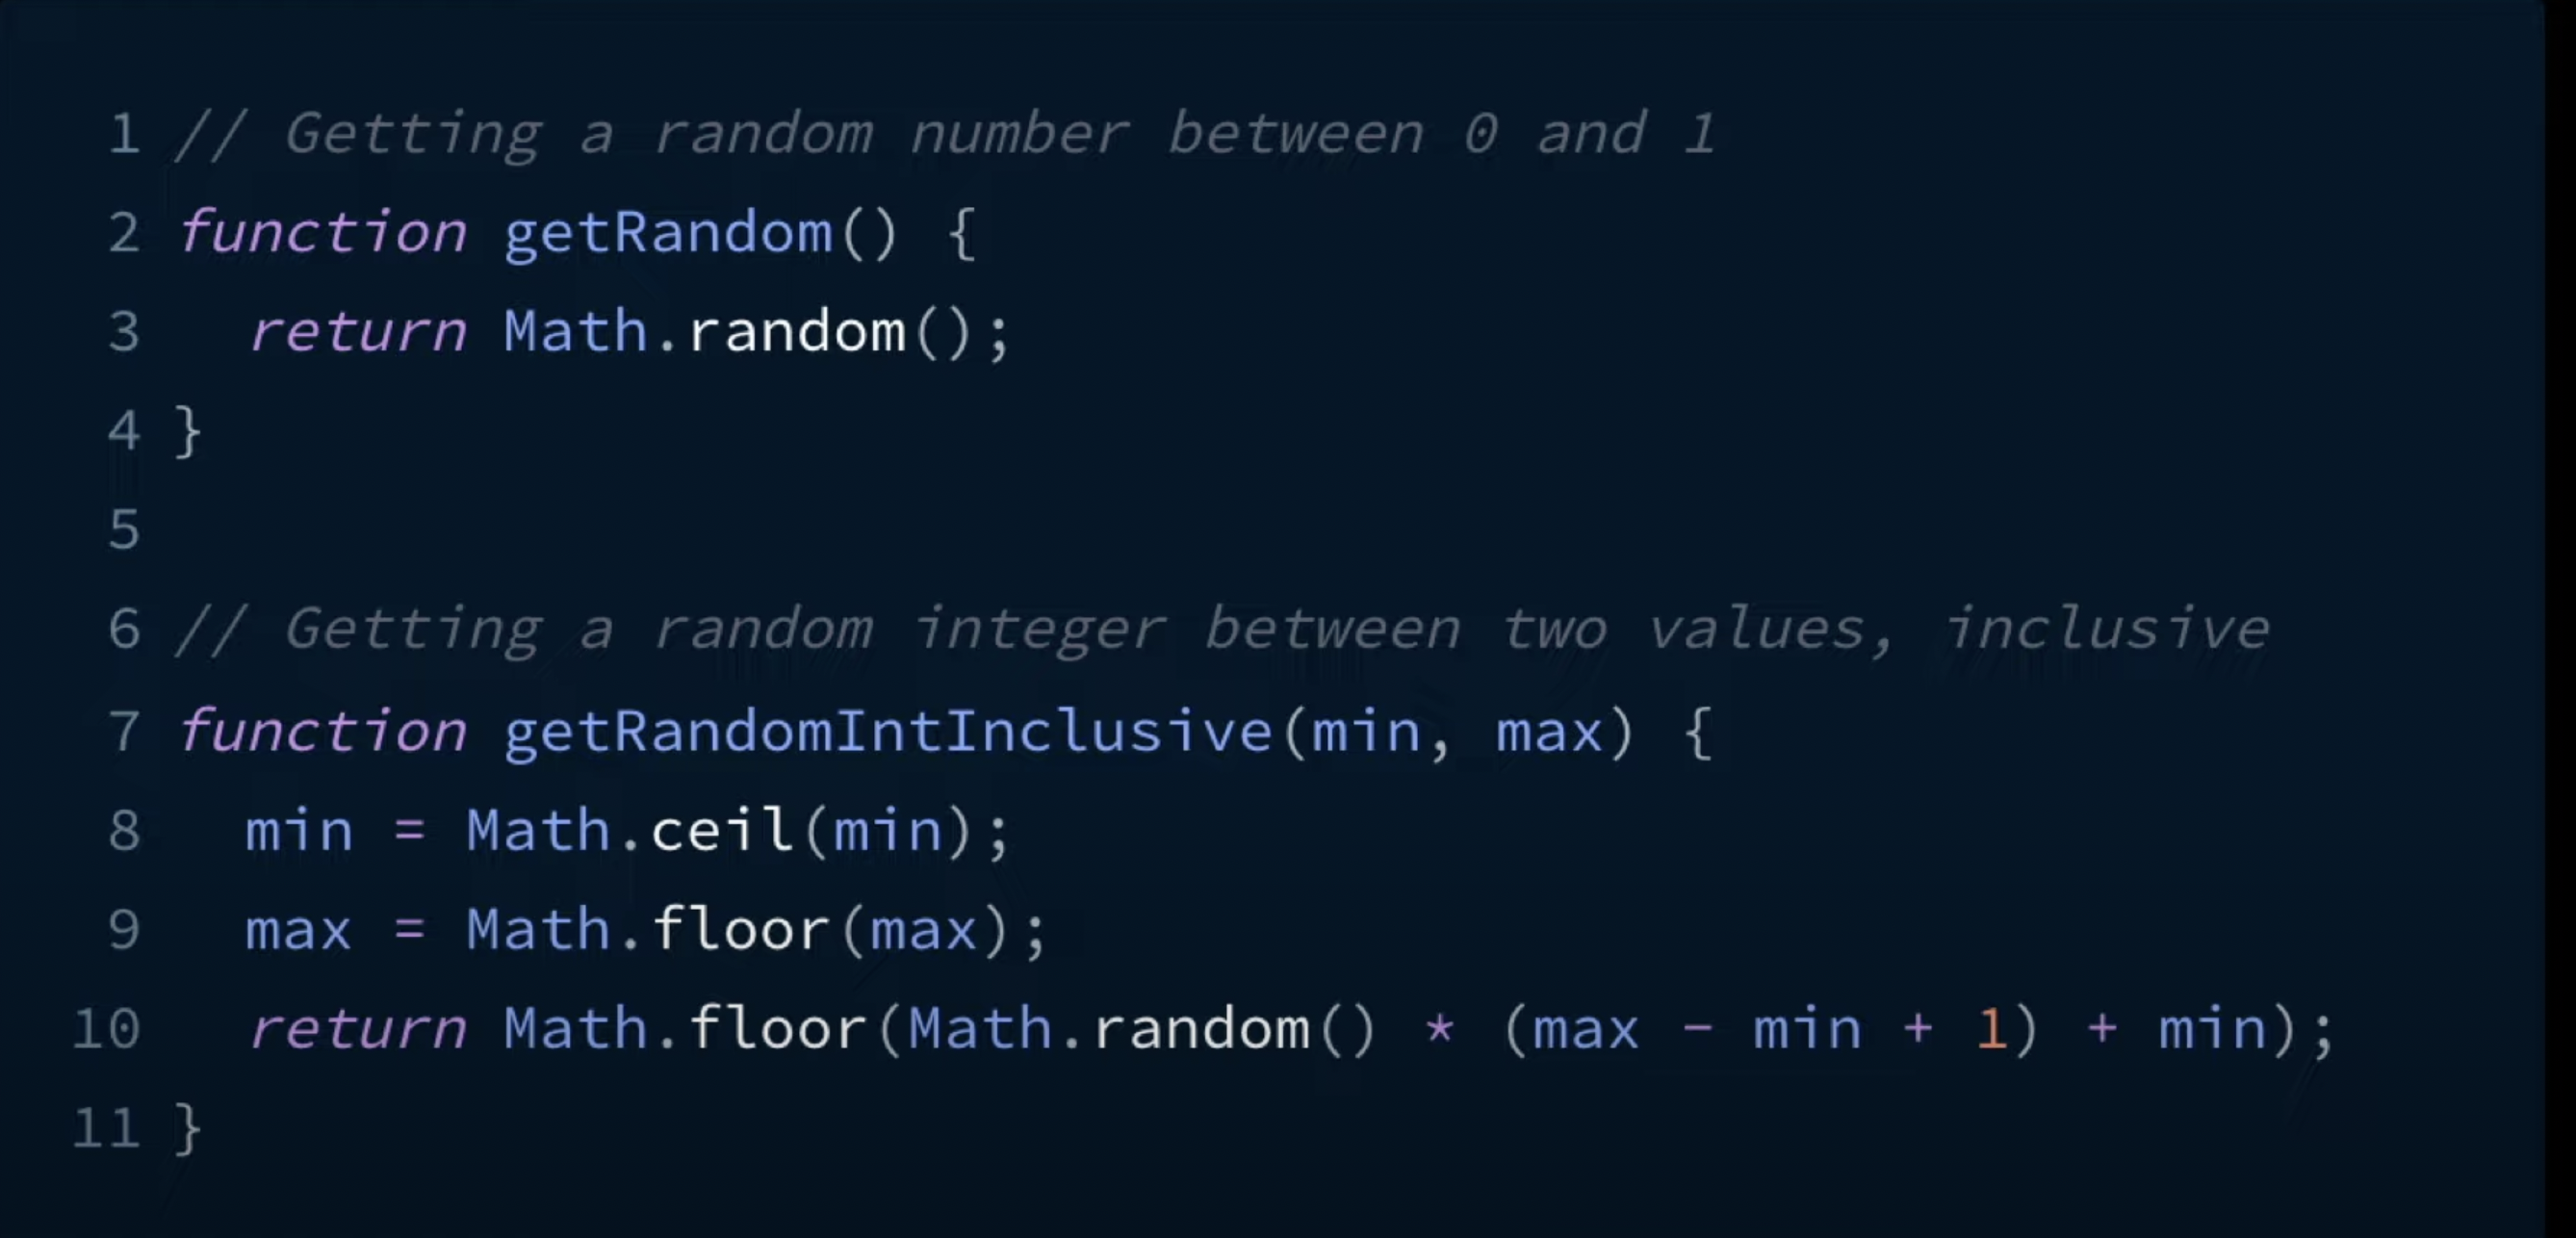 1 // Getting a random number between 0 and 1
2 function getRandom() {
3   return Math.random();
4 }
5
6 // Getting a random integer between two values, inclusive
7 function getRandomIntInclusive(min, max) {
8   min = Math.ceil(min);
9   max = Math.floor(max);
10   return Math.floor(Math.random() * (max - min + 1) + min);
11 }